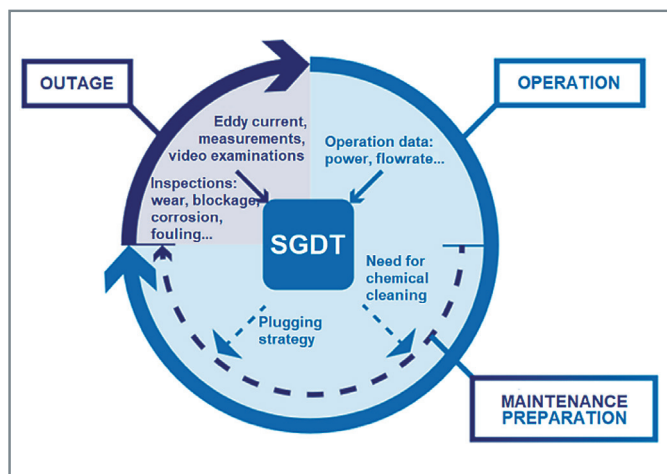 OUTAGE
OPERATION
Eddy current,
measurements,
video examinations
Operation data:
power, flowrate...
Inspections:
wear, blockage,
corrosion,
fouling...
SGDT
Need for
chemical
cleaning
Plugging
strategy
MAINTENANCE
PREPARATION